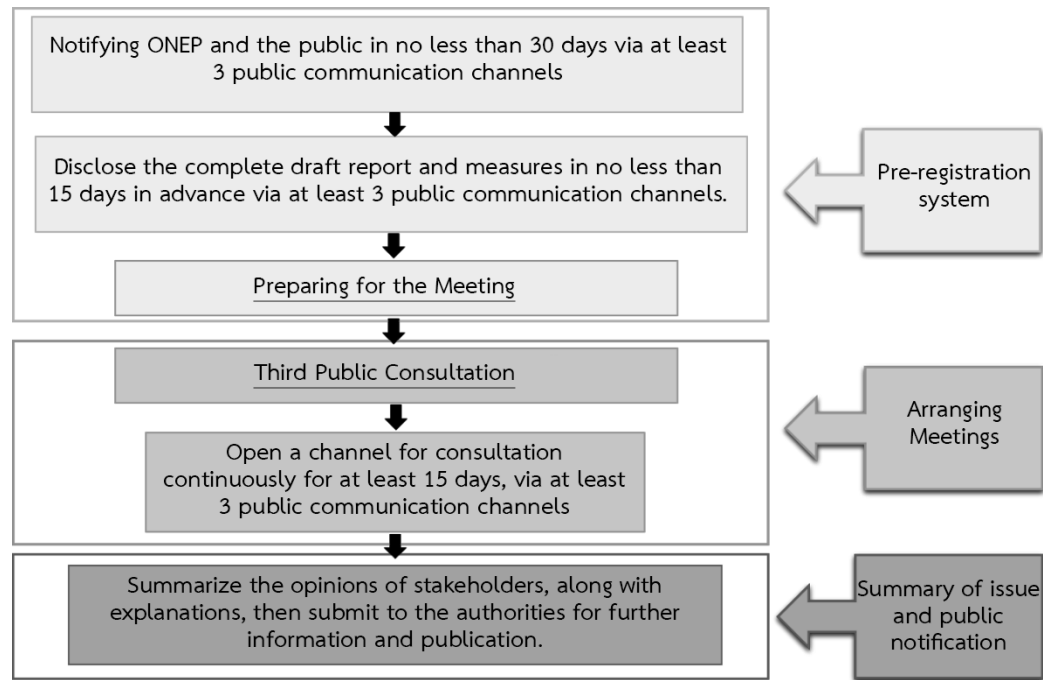 Notifying ONEP and the public in no less than 30 days via at least
3 public communication channels
Disclose the complete draft report and measures in no less than
15 days in advance via at least 3 public communication channels.
Pre-registration
system
Preparing for the Meeting
Third Public Consultation
Arranging
Meetings
Open a channel for consultation
continuously for at least 15 days, via at least
3 public communication channels
Summarize the opinions of stakeholders, along with
explanations, then submit to the authorities for further
information and publication.
Summary of issue
and public
notification